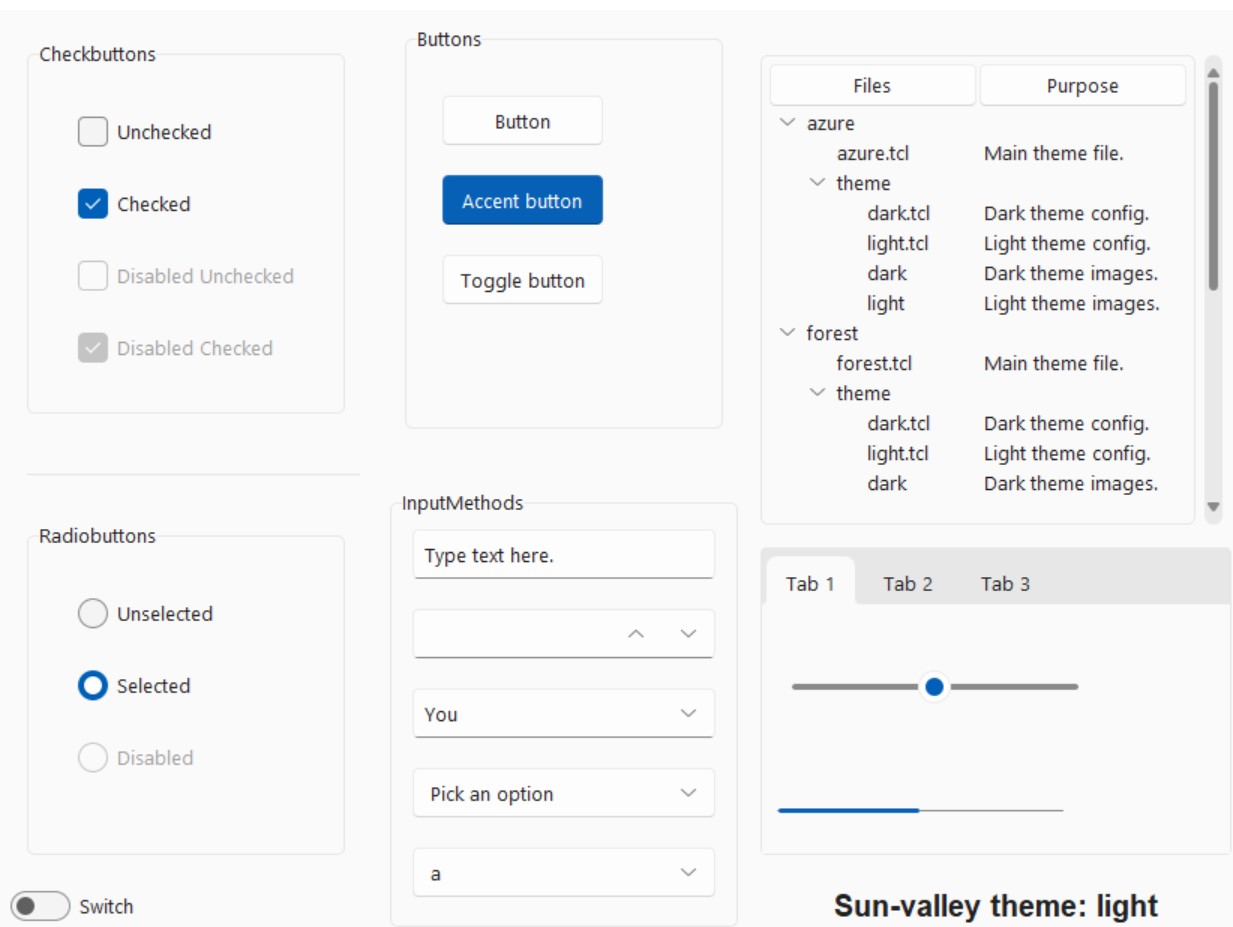 Checkbuttons
Unchecked
Checked
Disabled Unchecked
Disabled Checked
Radiobuttons
Unselected
Selected
Disabled
Switch
Buttons
Button
Accent button
Toggle button
InputMethods
Type text here.
You
Pick an option
a
Files Purpose
azure
azure.tcl Main theme file.
theme
dark.tcl Dark theme config.
light.tcl Light theme config.
dark Dark theme images.
light Light theme images.
forest
forest.tcl Main theme file.
theme
dark.tcl Dark theme config.
light.tcl Light theme config.
dark Dark theme images.
Tab 1 Tab 2 Tab 3
Sun-valley theme: light